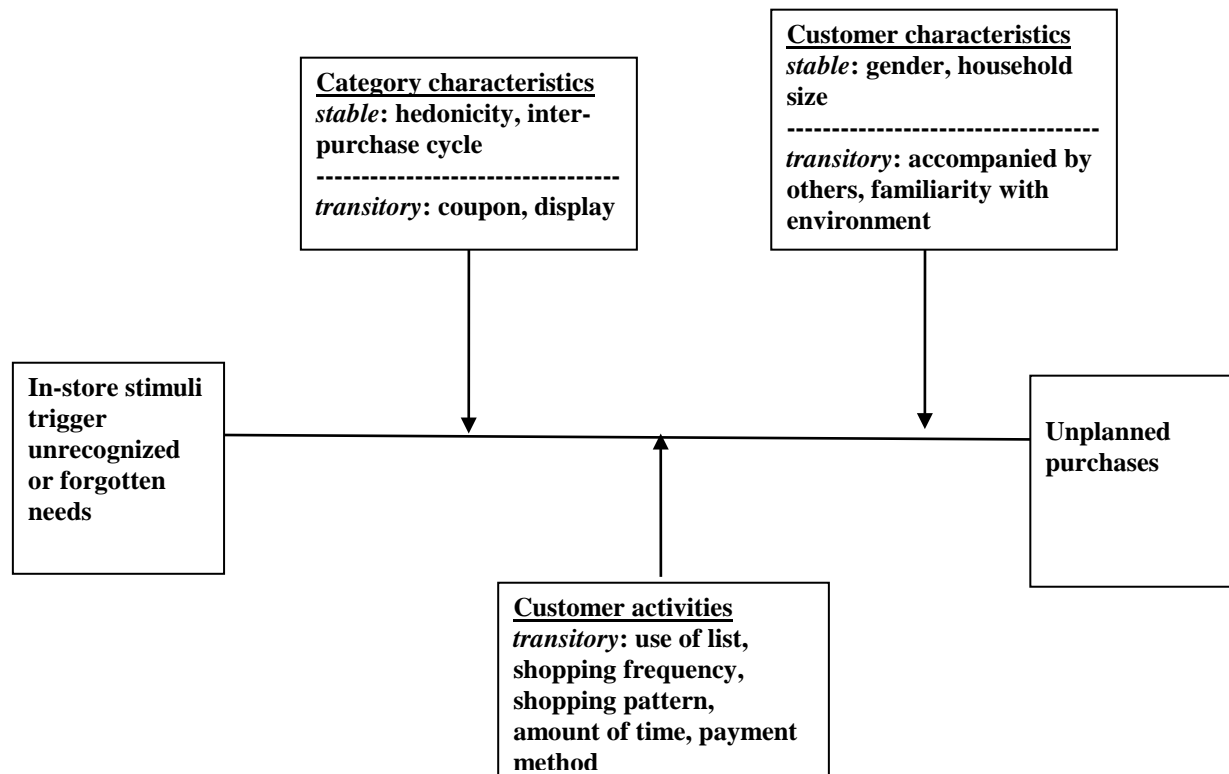 Category characteristics
stable: hedonicity, inter-
purchase cycle
----------------------------------
transitory: coupon, display
Customer characteristics
stable: gender, household
size
------------------------------------
transitory: accompanied by
others, familiarity with
environment
In-store stimuli
trigger
unrecognized
or forgotten
needs
Unplanned
purchases
Customer activities
transitory: use of list,
shopping frequency,
shopping pattern,
amount of time, payment
method